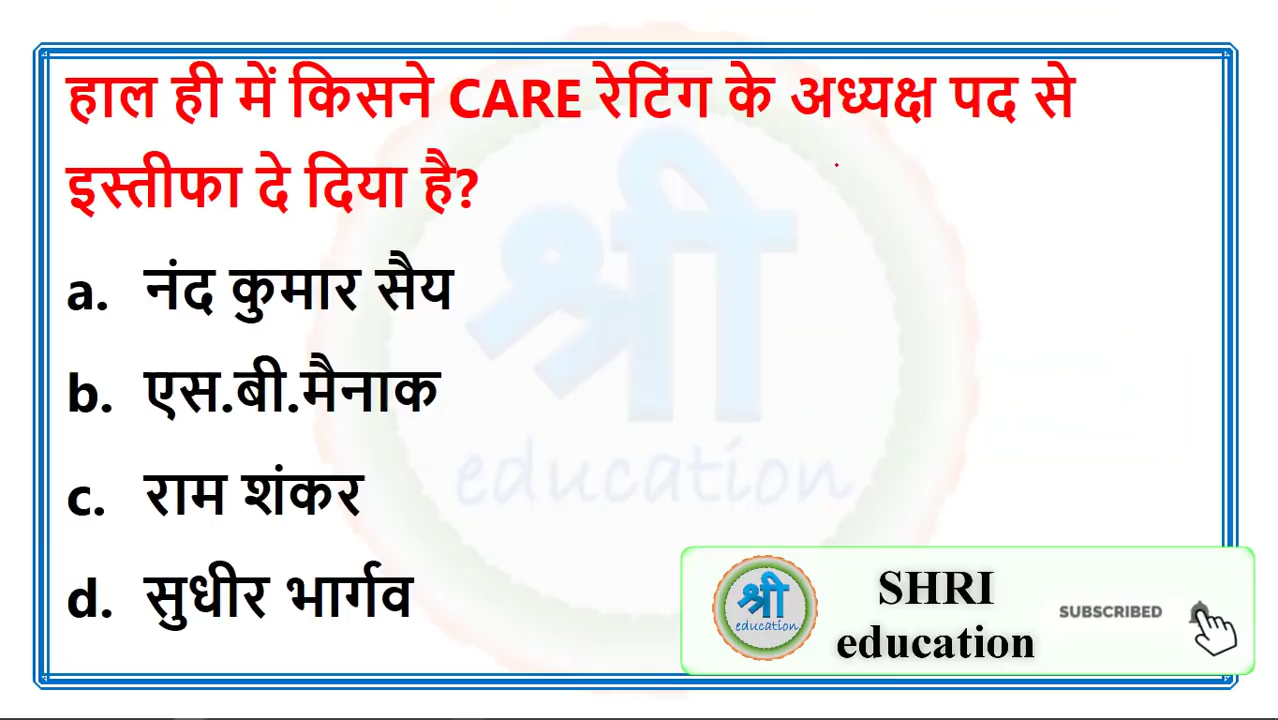 हाल ही में किसने CARE रेटिंग के अध्यक्ष पद से
इस्तीफा दे दिया है?
a. नंद कुमार सैय
b. एस.बी.मैनाक
c. राम शंकर
d. सुधीर भार्गव
श्री
education
श्री
education
SHRI
education
SUBSCRIBED